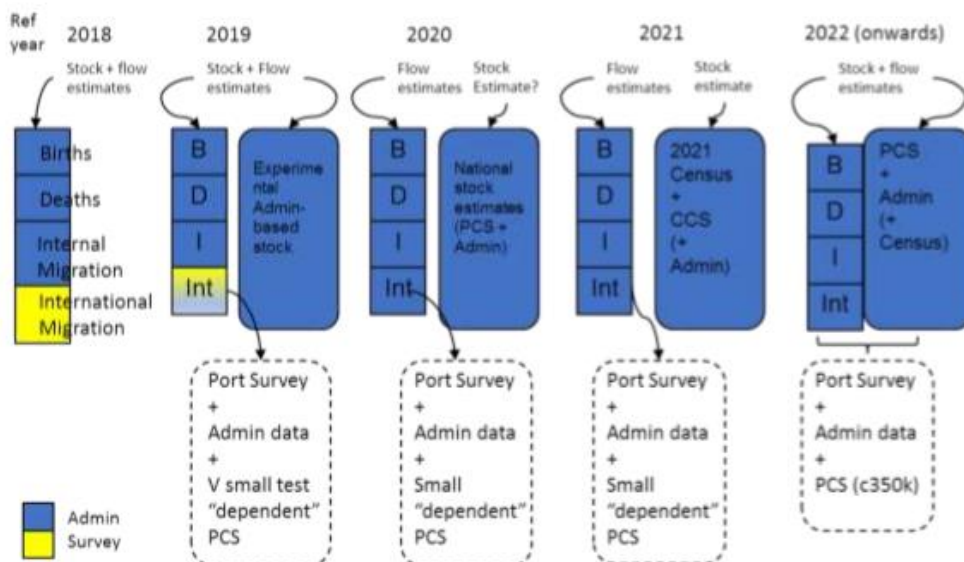 Ref
year
2018
2019
2020
2021
2022 (onwards)
Stock + flow
estimates
Stock + Flow
estimates
Flow
estimates
Stock
Estimate?
Flow
estimates
Stock
estimate
Stock + flow
estimates
Births
Deaths
Internal
Migration
International
Migration
B
D
I
Int
Experime
ntal
Admin-
based
stock
B
D
I
Int
National
stock
estimates
(PCS +
Admin)
B
D
I
Int
2021
Census
+
CCS
(+
Admin)
B
D
I
Int
PCS
+
Admin
(+
Census)
Port Survey
+
Admin data
+
V small test
“dependent”
PCS
Port Survey
+
Admin data
+
Small
“dependent”
PCS
Port Survey
+
Admin data
+
Small
“dependent”
PCS
Port Survey
+
Admin data
+
PCS (c350k)
Admin
Survey